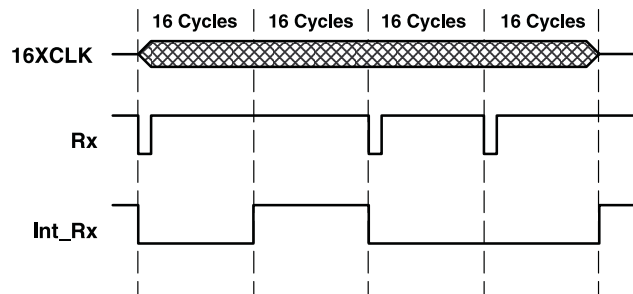 16 Cycles 16 Cycles 16 Cycles 16 Cycles
16XCLK
Rx
Int_Rx